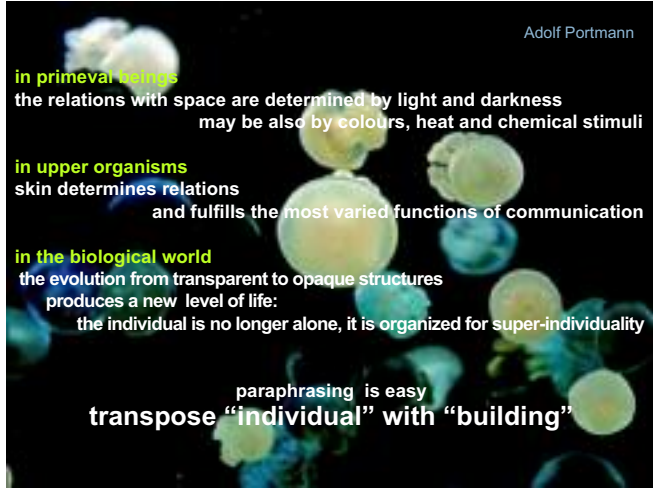 Adolf Portmann
in primeval beings
the relations with space are determined by light and darkness
may be also by colours, heat and chemical stimuli
in upper organisms
skin determines relations
and fulfills the most varied functions of communication
in the biological world
the evolution from transparent to opaque structures
produces a new level of life:
the individual is no longer alone, it is organized for super-individuality
paraphrasing is easy
transpose “individual” with “building”